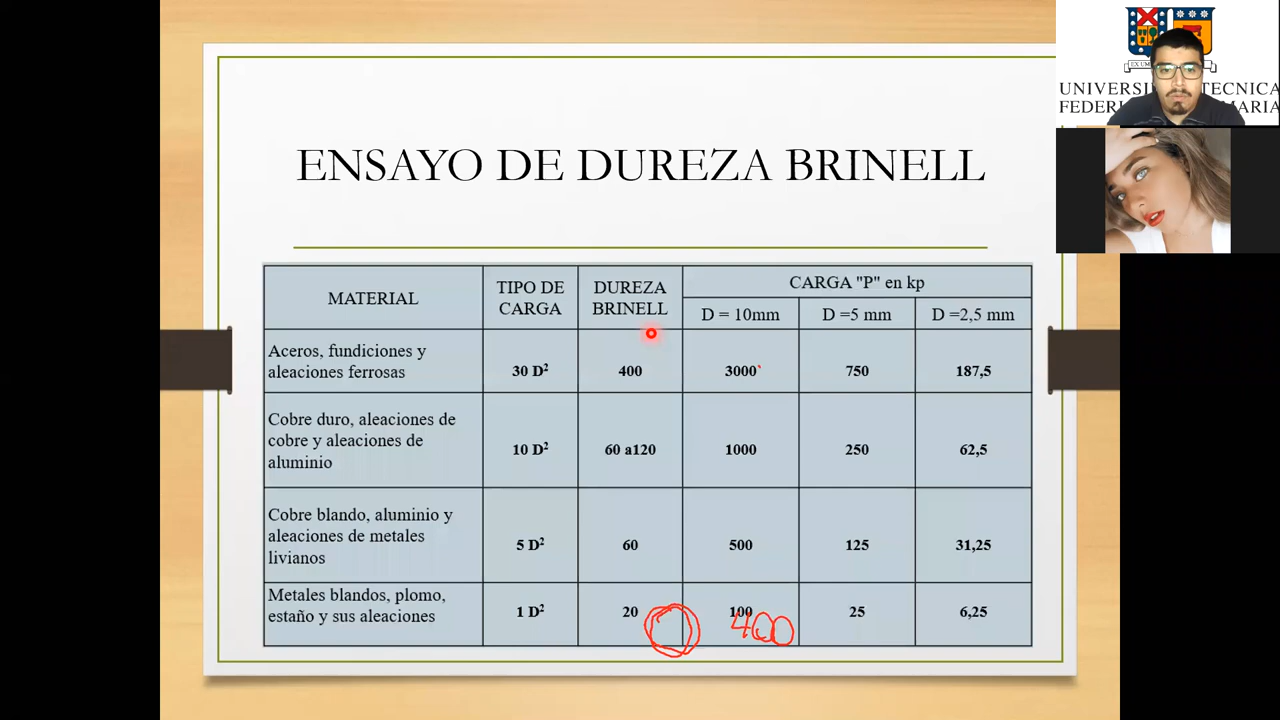 ENSAYO DE DUREZA BRINELL
MATERIAL
TIPO DE
CARGA
DUREZA
BRINELL
CARGA "P" en kp
D = 10mm
D =5 mm
D =2,5 mm
Aceros, fundiciones y
aleaciones ferrosas
30 D²
400
3000
750
187,5
Cobre duro, aleaciones de
cobre y aleaciones de
aluminio
10 D²
60 a120
1000
250
62,5
Cobre blando, aluminio y
aleaciones de metales
livianos
5 D²
60
500
125
31,25
Metales blandos, plomo,
estaño y sus aleaciones
1 D²
20
100
25
6,25
400
TECNICA
MARIA